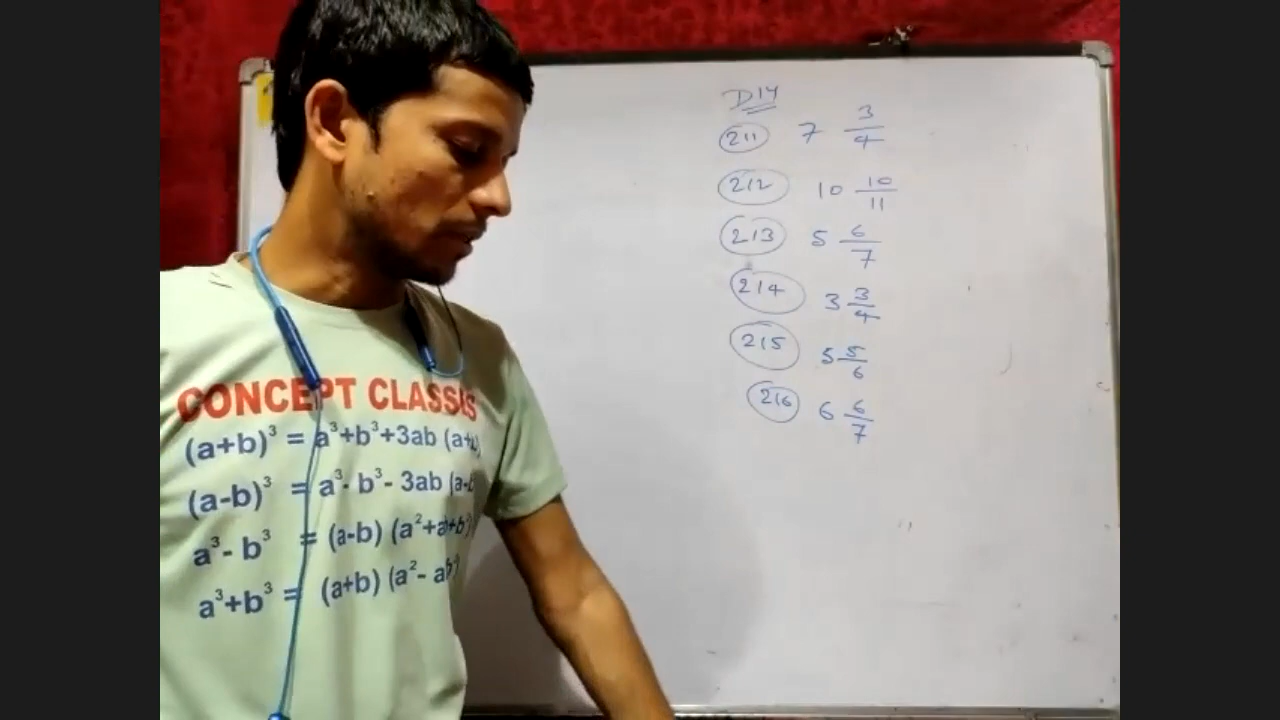 D14
211 7 3/4
212 10 10/11
213 5 6/7
214 3 3/4
215 5 5/6
216 6 6/7
CONCEPT CLASSES
(a+b)³ = a³+b³+3ab (a+b
(a-b)³ = a³- b³- 3ab (a-b
a³- b³ = (a-b) (a²+ab+b²)
a³+b³ = (a+b) (a²- ab